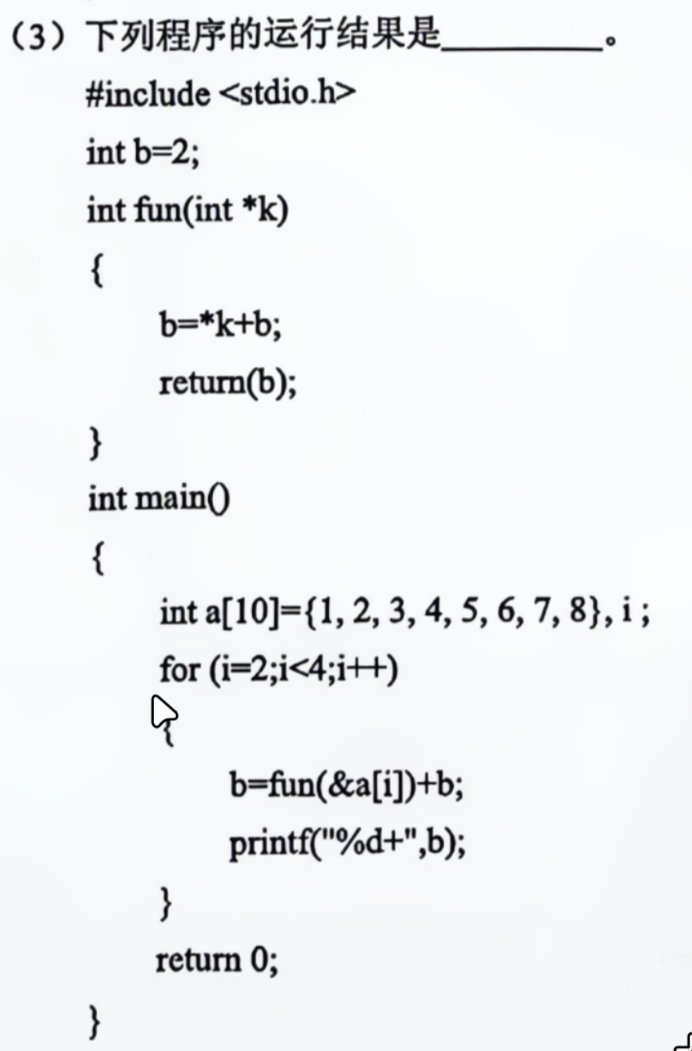 （3）下列程序的运行结果是_________。
#include <stdio.h>
int b=2;
int fun(int *k)
{
b=*k+b;
return(b);
}
int main()
{
int a[10]={1, 2, 3, 4, 5, 6, 7, 8}, i ;
for (i=2;i<4;i++)
{
b=fun(&a[i])+b;
printf("%d+",b);
}
return 0;
}